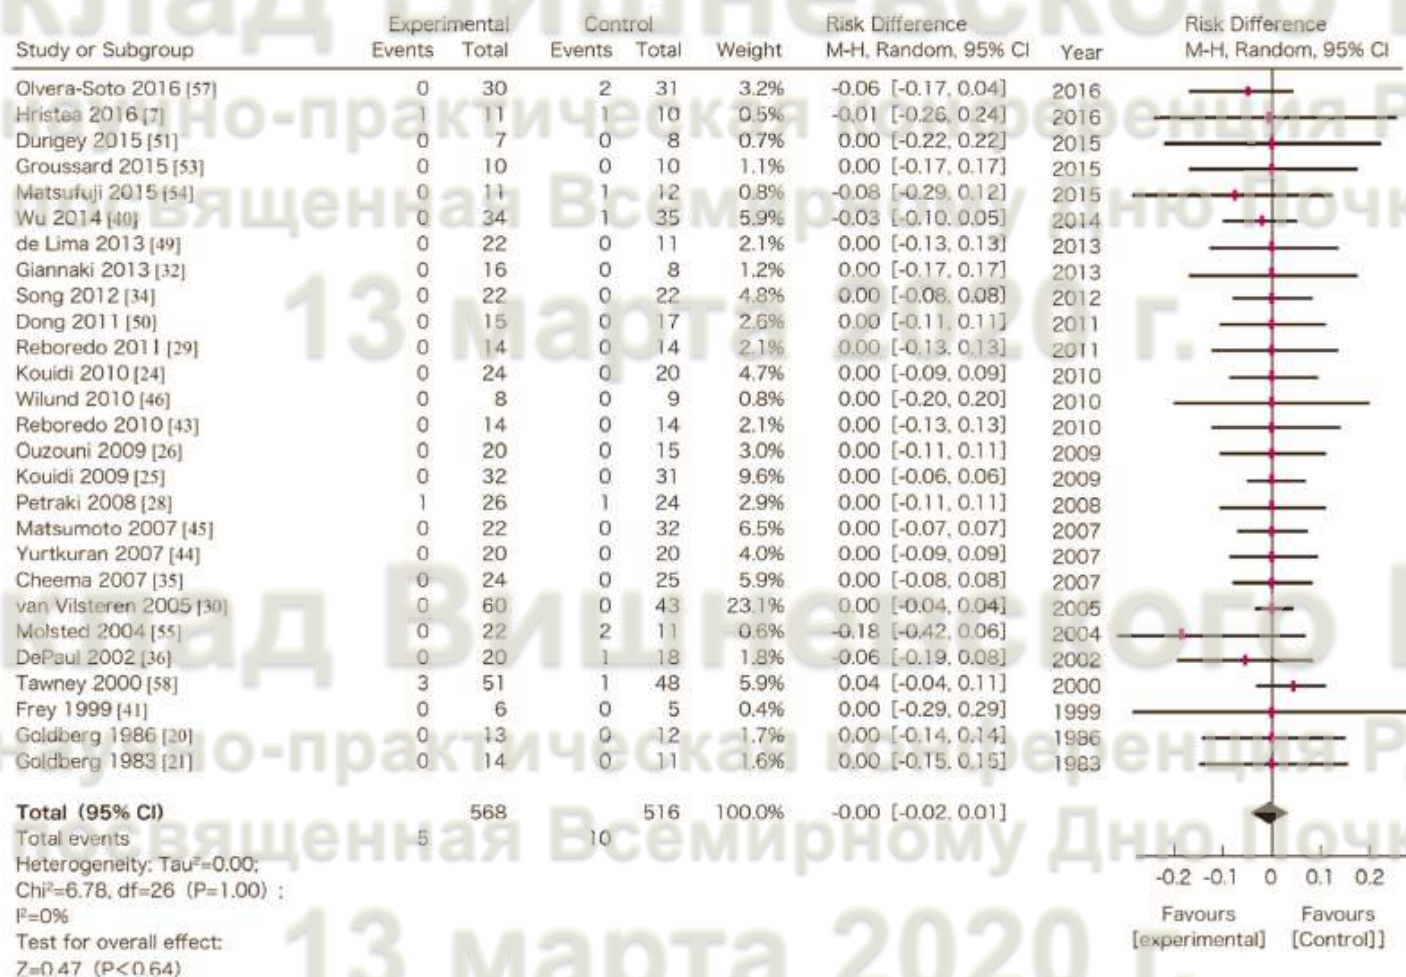 Experimental Control Risk Difference Risk Difference
Study or Subgroup Events Total Events Total Weight M-H, Random, 95% CI Year M-H, Random, 95% CI
Olvera-Soto 2016 [57] 0 30 2 31 3.2% -0.06 [-0.17, 0.04] 2016
Hristea 2016 [7] 1 11 1 10 0.5% -0.01 [-0.26, 0.24] 2016
Dungey 2015 [51] 0 7 0 8 0.7% 0.00 [-0.22, 0.22] 2015
Groussard 2015 [53] 0 10 0 10 1.1% 0.00 [-0.17, 0.17] 2015
Matsufuji 2015 [54] 0 11 1 12 0.8% -0.08 [-0.29, 0.12] 2015
Wu 2014 [40] 0 34 1 35 5.9% -0.03 [-0.10, 0.05] 2014
de Lima 2013 [49] 0 22 0 11 2.1% 0.00 [-0.13, 0.13] 2013
Giannaki 2013 [32] 0 16 0 8 1.2% 0.00 [-0.17, 0.17] 2013
Song 2012 [34] 0 22 0 22 4.8% 0.00 [-0.08, 0.08] 2012
Dong 2011 [50] 0 15 0 17 2.6% 0.00 [-0.11, 0.11] 2011
Reboredo 2011 [29] 0 14 0 14 2.1% 0.00 [-0.13, 0.13] 2011
Kouidi 2010 [24] 0 24 0 20 4.7% 0.00 [-0.09, 0.09] 2010
Wilund 2010 [46] 0 8 0 9 0.8% 0.00 [-0.20, 0.20] 2010
Reboredo 2010 [43] 0 14 0 14 2.1% 0.00 [-0.13, 0.13] 2010
Ouzouni 2009 [26] 0 20 0 15 3.0% 0.00 [-0.11, 0.11] 2009
Kouidi 2009 [25] 0 32 0 31 9.6% 0.00 [-0.06, 0.06] 2009
Petraki 2008 [28] 1 26 1 24 2.9% 0.00 [-0.11, 0.11] 2008
Matsumoto 2007 [45] 0 22 0 32 6.5% 0.00 [-0.07, 0.07] 2007
Yurtkuran 2007 [44] 0 20 0 20 4.0% 0.00 [-0.09, 0.09] 2007
Cheema 2007 [35] 0 24 0 25 5.9% 0.00 [-0.08, 0.08] 2007
van Vilsteren 2005 [30] 0 60 0 43 23.1% 0.00 [-0.04, 0.04] 2005
Molsted 2004 [55] 0 22 2 11 0.6% -0.18 [-0.42, 0.06] 2004
DePaul 2002 [36] 0 20 1 18 1.8% -0.06 [-0.19, 0.08] 2002
Tawney 2000 [58] 3 51 1 48 5.9% 0.04 [-0.04, 0.11] 2000
Frey 1999 [41] 0 6 0 5 0.4% 0.00 [-0.29, 0.29] 1999
Goldberg 1986 [20] 0 13 0 12 1.7% 0.00 [-0.14, 0.14] 1986
Goldberg 1983 [21] 0 14 0 11 1.6% 0.00 [-0.15, 0.15] 1983
Total (95% CI) 568 516 100.0% -0.00 [-0.02, 0.01]
Total events 5 10
Heterogeneity: Tau²=0.00;
Chi²=6.78, df=26 (P=1.00) ;
I²=0%
Test for overall effect:
Z=0.47 (P<0.64)
-0.2 -0.1 0 0.1 0.2
Favours Favours
[experimental] [Control]]
Вишневского
научно-практическая конференция
посвященная Всемирному Дню Почки
13 марта 2020 г.
Вишневского
научно-практическая конференция
посвященная Всемирному Дню Почки
13 марта 2020 г.